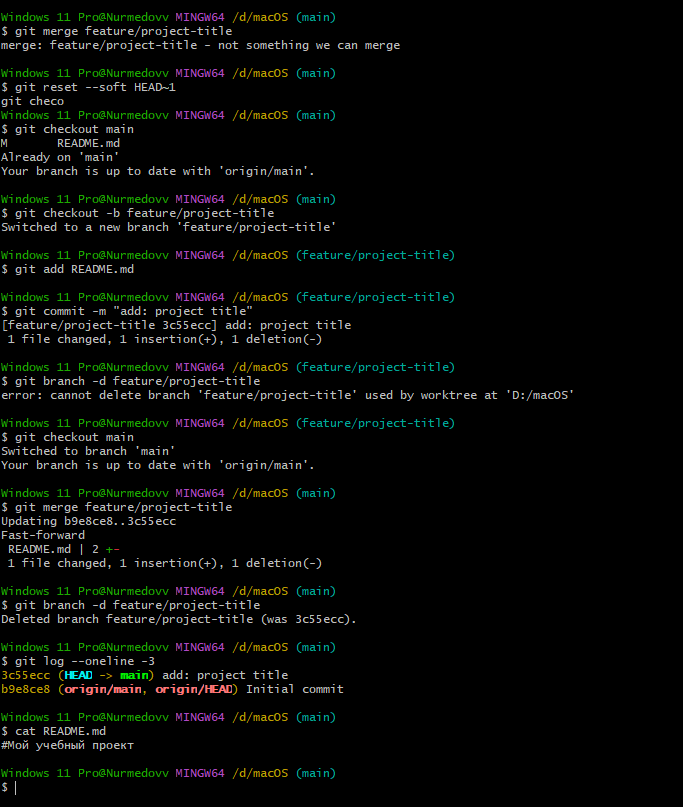 Windows 11 Pro@Nurmedovv MINGW64 /d/macOS (main)
$ git merge feature/project-title
merge: feature/project-title - not something we can merge
Windows 11 Pro@Nurmedovv MINGW64 /d/macOS (main)
$ git reset --soft HEAD~1
git checo
Windows 11 Pro@Nurmedovv MINGW64 /d/macOS (main)
$ git checkout main
M       README.md
Already on 'main'
Your branch is up to date with 'origin/main'.
Windows 11 Pro@Nurmedovv MINGW64 /d/macOS (main)
$ git checkout -b feature/project-title
Switched to a new branch 'feature/project-title'
Windows 11 Pro@Nurmedovv MINGW64 /d/macOS (feature/project-title)
$ git add README.md
Windows 11 Pro@Nurmedovv MINGW64 /d/macOS (feature/project-title)
$ git commit -m "add: project title"
[feature/project-title 3c55ecc] add: project title
 1 file changed, 1 insertion(+), 1 deletion(-)
Windows 11 Pro@Nurmedovv MINGW64 /d/macOS (feature/project-title)
$ git branch -d feature/project-title
error: cannot delete branch 'feature/project-title' used by worktree at 'D:/macOS'
Windows 11 Pro@Nurmedovv MINGW64 /d/macOS (feature/project-title)
$ git checkout main
Switched to branch 'main'
Your branch is up to date with 'origin/main'.
Windows 11 Pro@Nurmedovv MINGW64 /d/macOS (main)
$ git merge feature/project-title
Updating b9e8ce8..3c55ecc
Fast-forward
 README.md | 2 +-
 1 file changed, 1 insertion(+), 1 deletion(-)
Windows 11 Pro@Nurmedovv MINGW64 /d/macOS (main)
$ git branch -d feature/project-title
Deleted branch feature/project-title (was 3c55ecc).
Windows 11 Pro@Nurmedovv MINGW64 /d/macOS (main)
$ git log --oneline -3
3c55ecc (HEAD -> main) add: project title
b9e8ce8 (origin/main, origin/HEAD) Initial commit
Windows 11 Pro@Nurmedovv MINGW64 /d/macOS (main)
$ cat README.md
#Мой учебный проект
Windows 11 Pro@Nurmedovv MINGW64 /d/macOS (main)
$